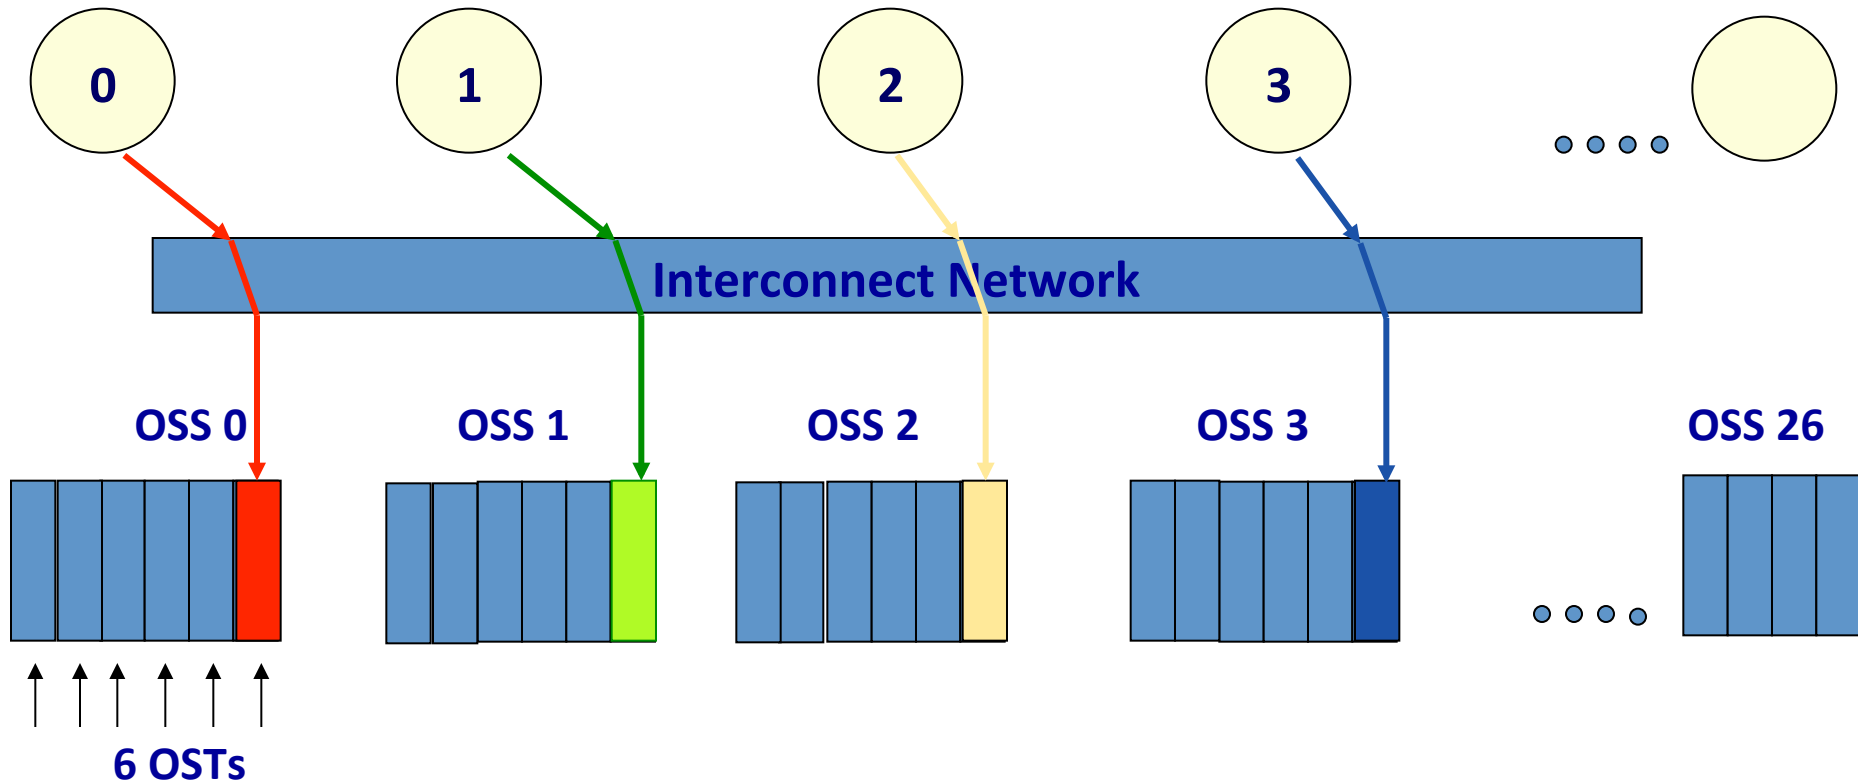 0
1
2
3
Interconnect Network
OSS 0
OSS 1
OSS 2
OSS 3
OSS 26
6 OSTs